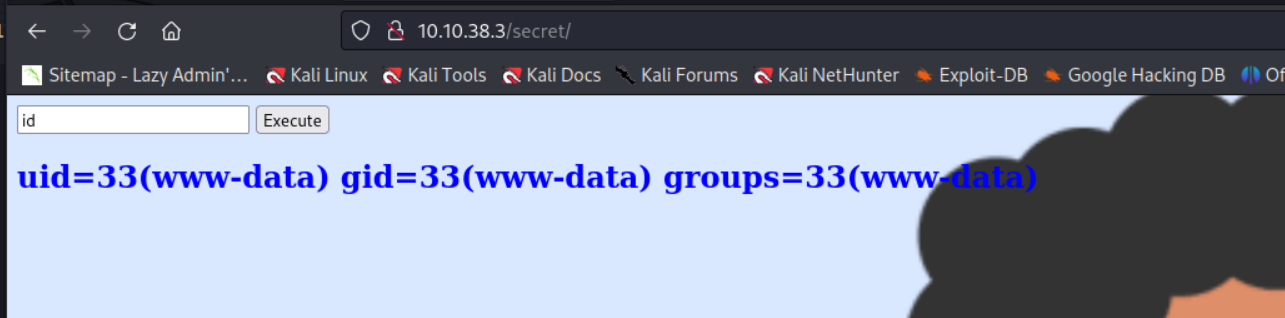 10.10.38.3/secret/
Sitemap - Lazy Admin'... Kali Linux Kali Tools Kali Docs Kali Forums Kali NetHunter Exploit-DB Google Hacking DB Of
id Execute
uid=33(www-data) gid=33(www-data) groups=33(www-data)